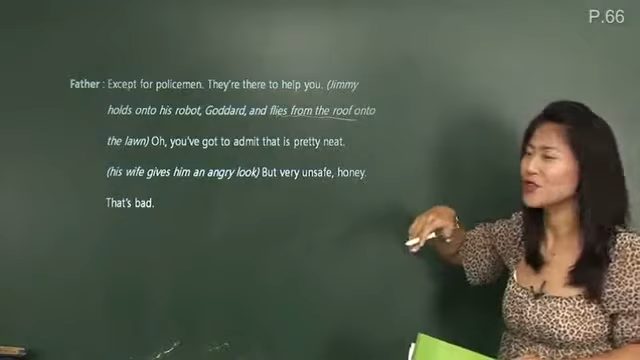 P.66
Father : Except for policemen. They're there to help you. (Jimmy
holds onto his robot, Goddard, and flies from the roof onto
the lawn) Oh, you've got to admit that is pretty neat.
(his wife gives him an angry look) But very unsafe, honey.
That's bad.